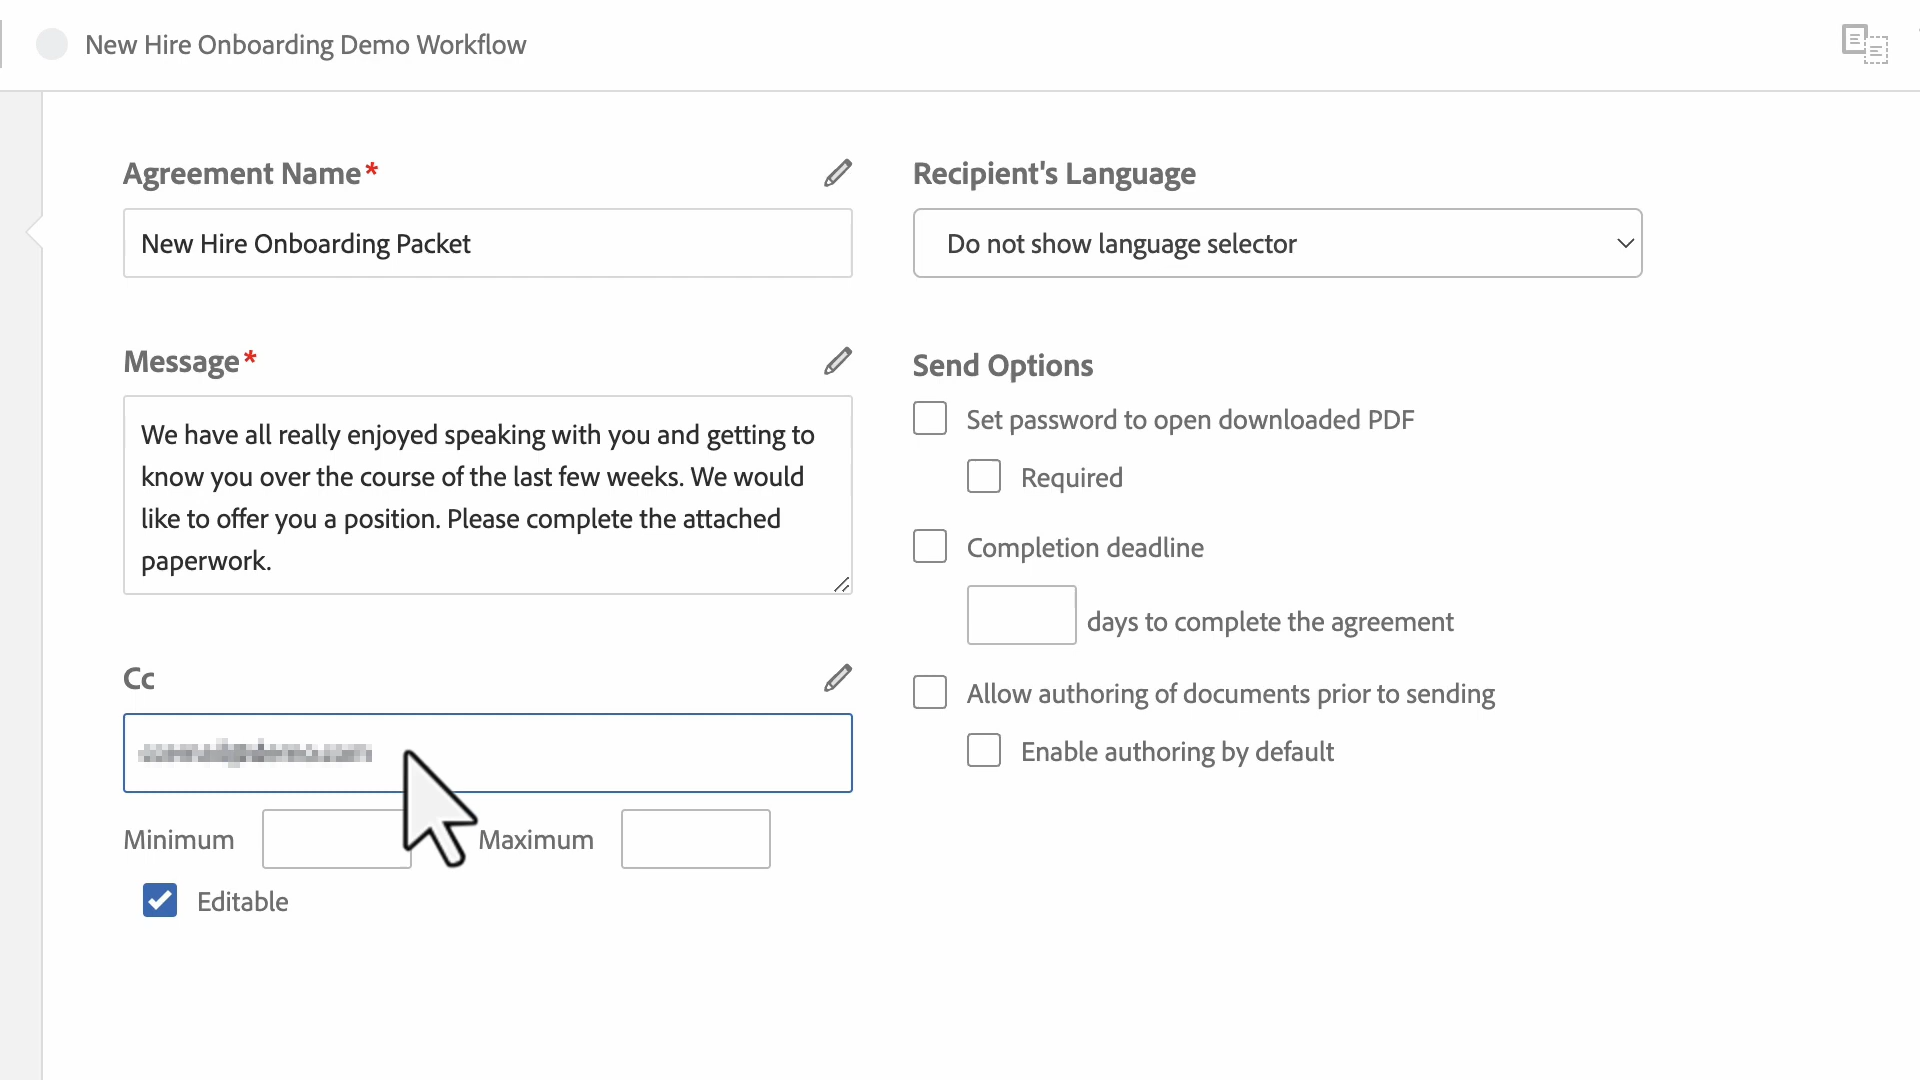 New Hire Onboarding Demo Workflow
Agreement Name*
New Hire Onboarding Packet
Message*
We have all really enjoyed speaking with you and getting to
know you over the course of the last few weeks. We would
like to offer you a position. Please complete the attached
paperwork.
Cc
Minimum
Maximum
Editable
Recipient's Language
Do not show language selector
Send Options
Set password to open downloaded PDF
Required
Completion deadline
days to complete the agreement
Allow authoring of documents prior to sending
Enable authoring by default